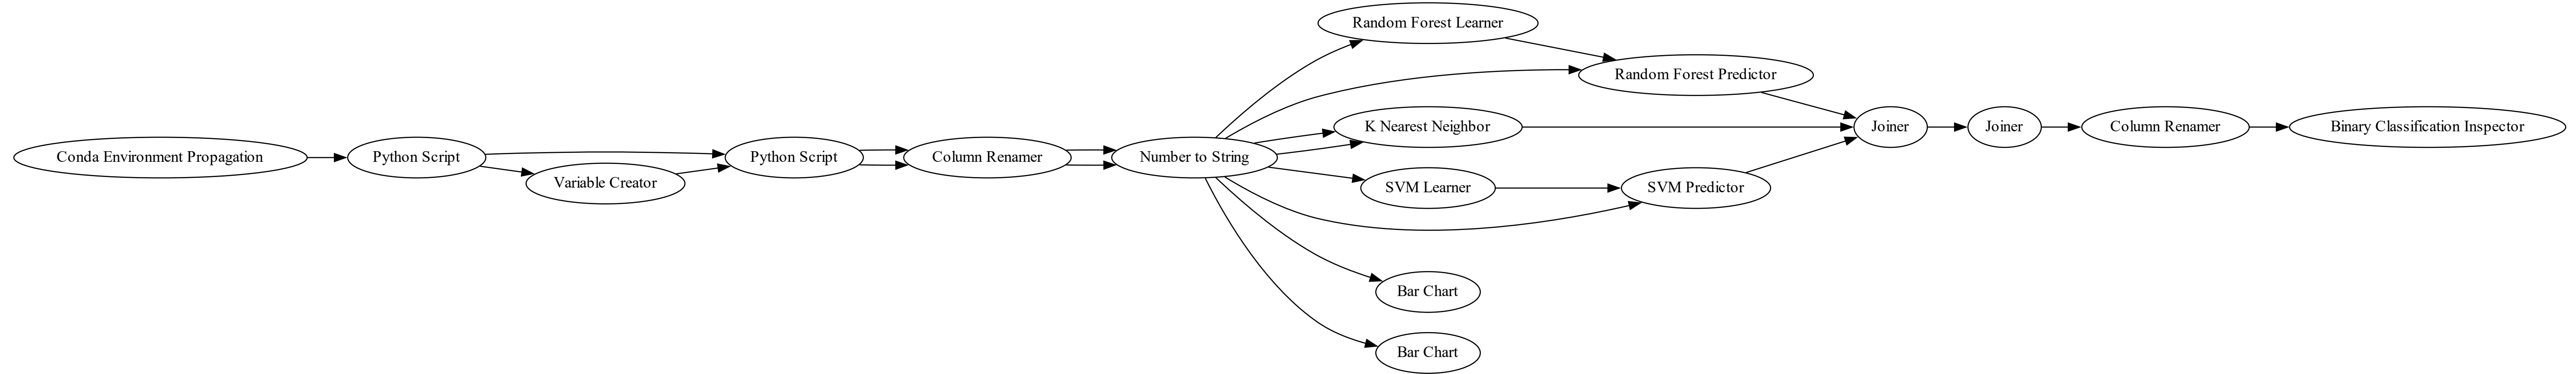 Conda Environment Propagation
Python Script
Variable Creator
Python Script
Column Renamer
Number to String
Random Forest Learner
Random Forest Predictor
K Nearest Neighbor
SVM Learner
SVM Predictor
Bar Chart
Bar Chart
Joiner
Joiner
Column Renamer
Binary Classification Inspector